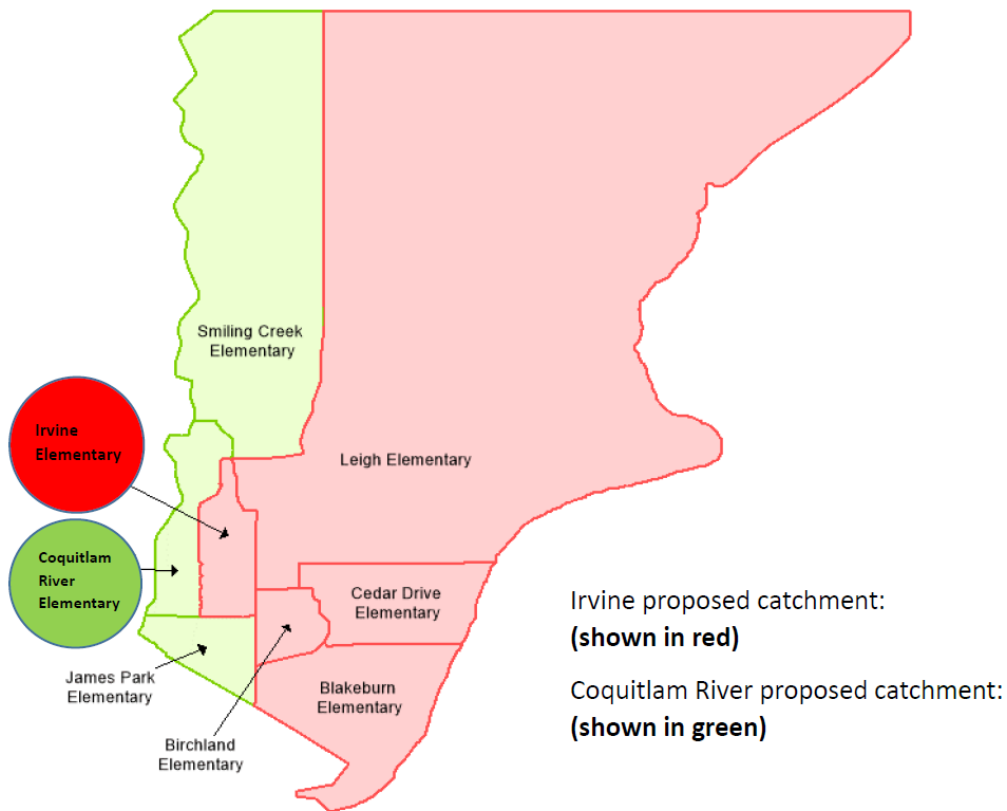 Smiling Creek
Elementary
Irvine
Elementary
Leigh Elementary
Coquitlam
River
Elementary
Cedar Drive
Elementary
James Park
Elementary
Blakeburn
Elementary
Birchland
Elementary
Irvine proposed catchment:
(shown in red)
Coquitlam River proposed catchment:
(shown in green)